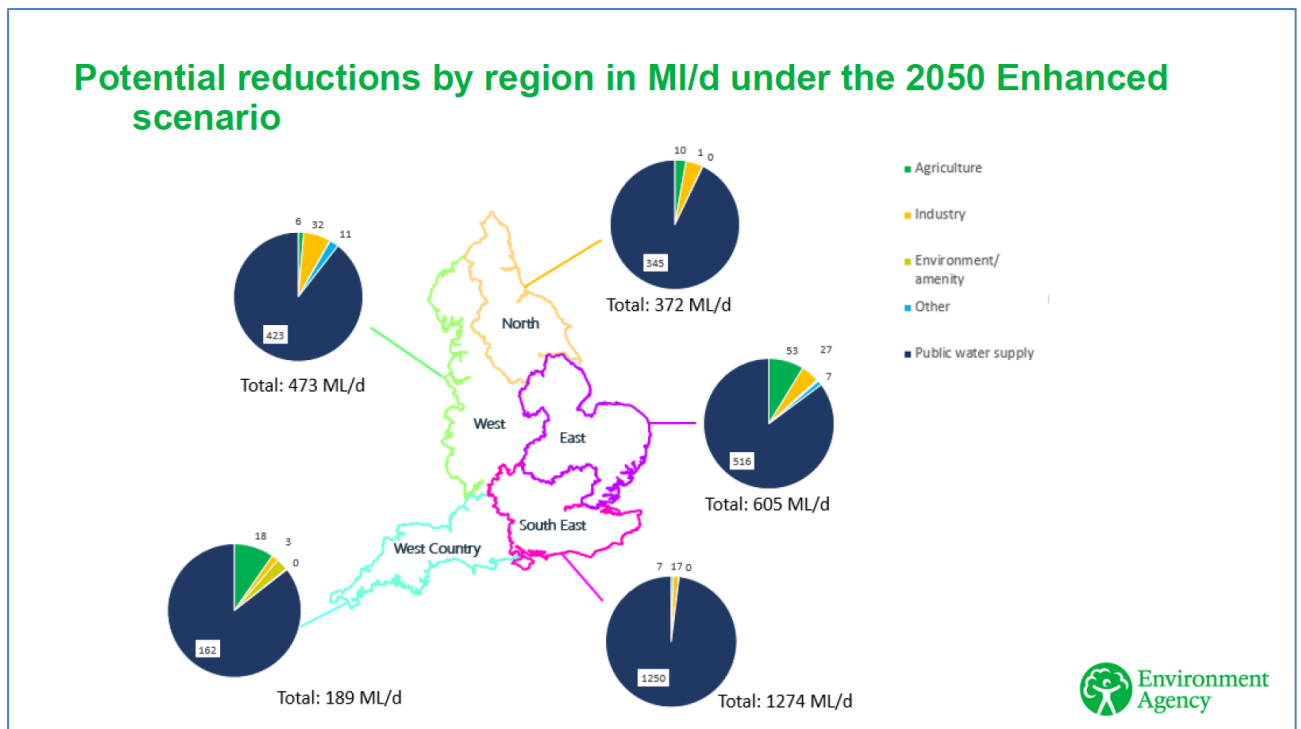 Potential reductions by region in Ml/d under the 2050 Enhanced
scenario
10 1 0
345
Total: 372 ML/d
6 32 11
423
Total: 473 ML/d
Agriculture
Industry
Environment/
amenity
Other
Public water supply
North
West
East
South East
West Country
53 27
7
516
Total: 605 ML/d
18 3
0
162
Total: 189 ML/d
7 17 0
1250
Total: 1274 ML/d
Environment
Agency